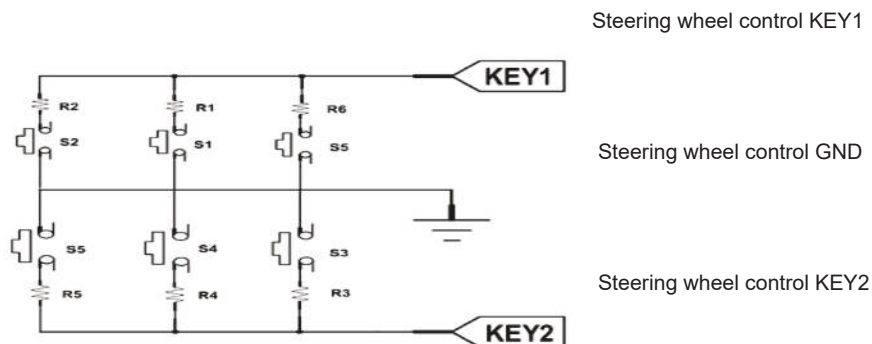 Steering wheel control KEY1
KEY1
R2 R1 R6
S2 S1 S5
Steering wheel control GND
S5 S4 S3
R5 R4 R3
Steering wheel control KEY2
KEY2